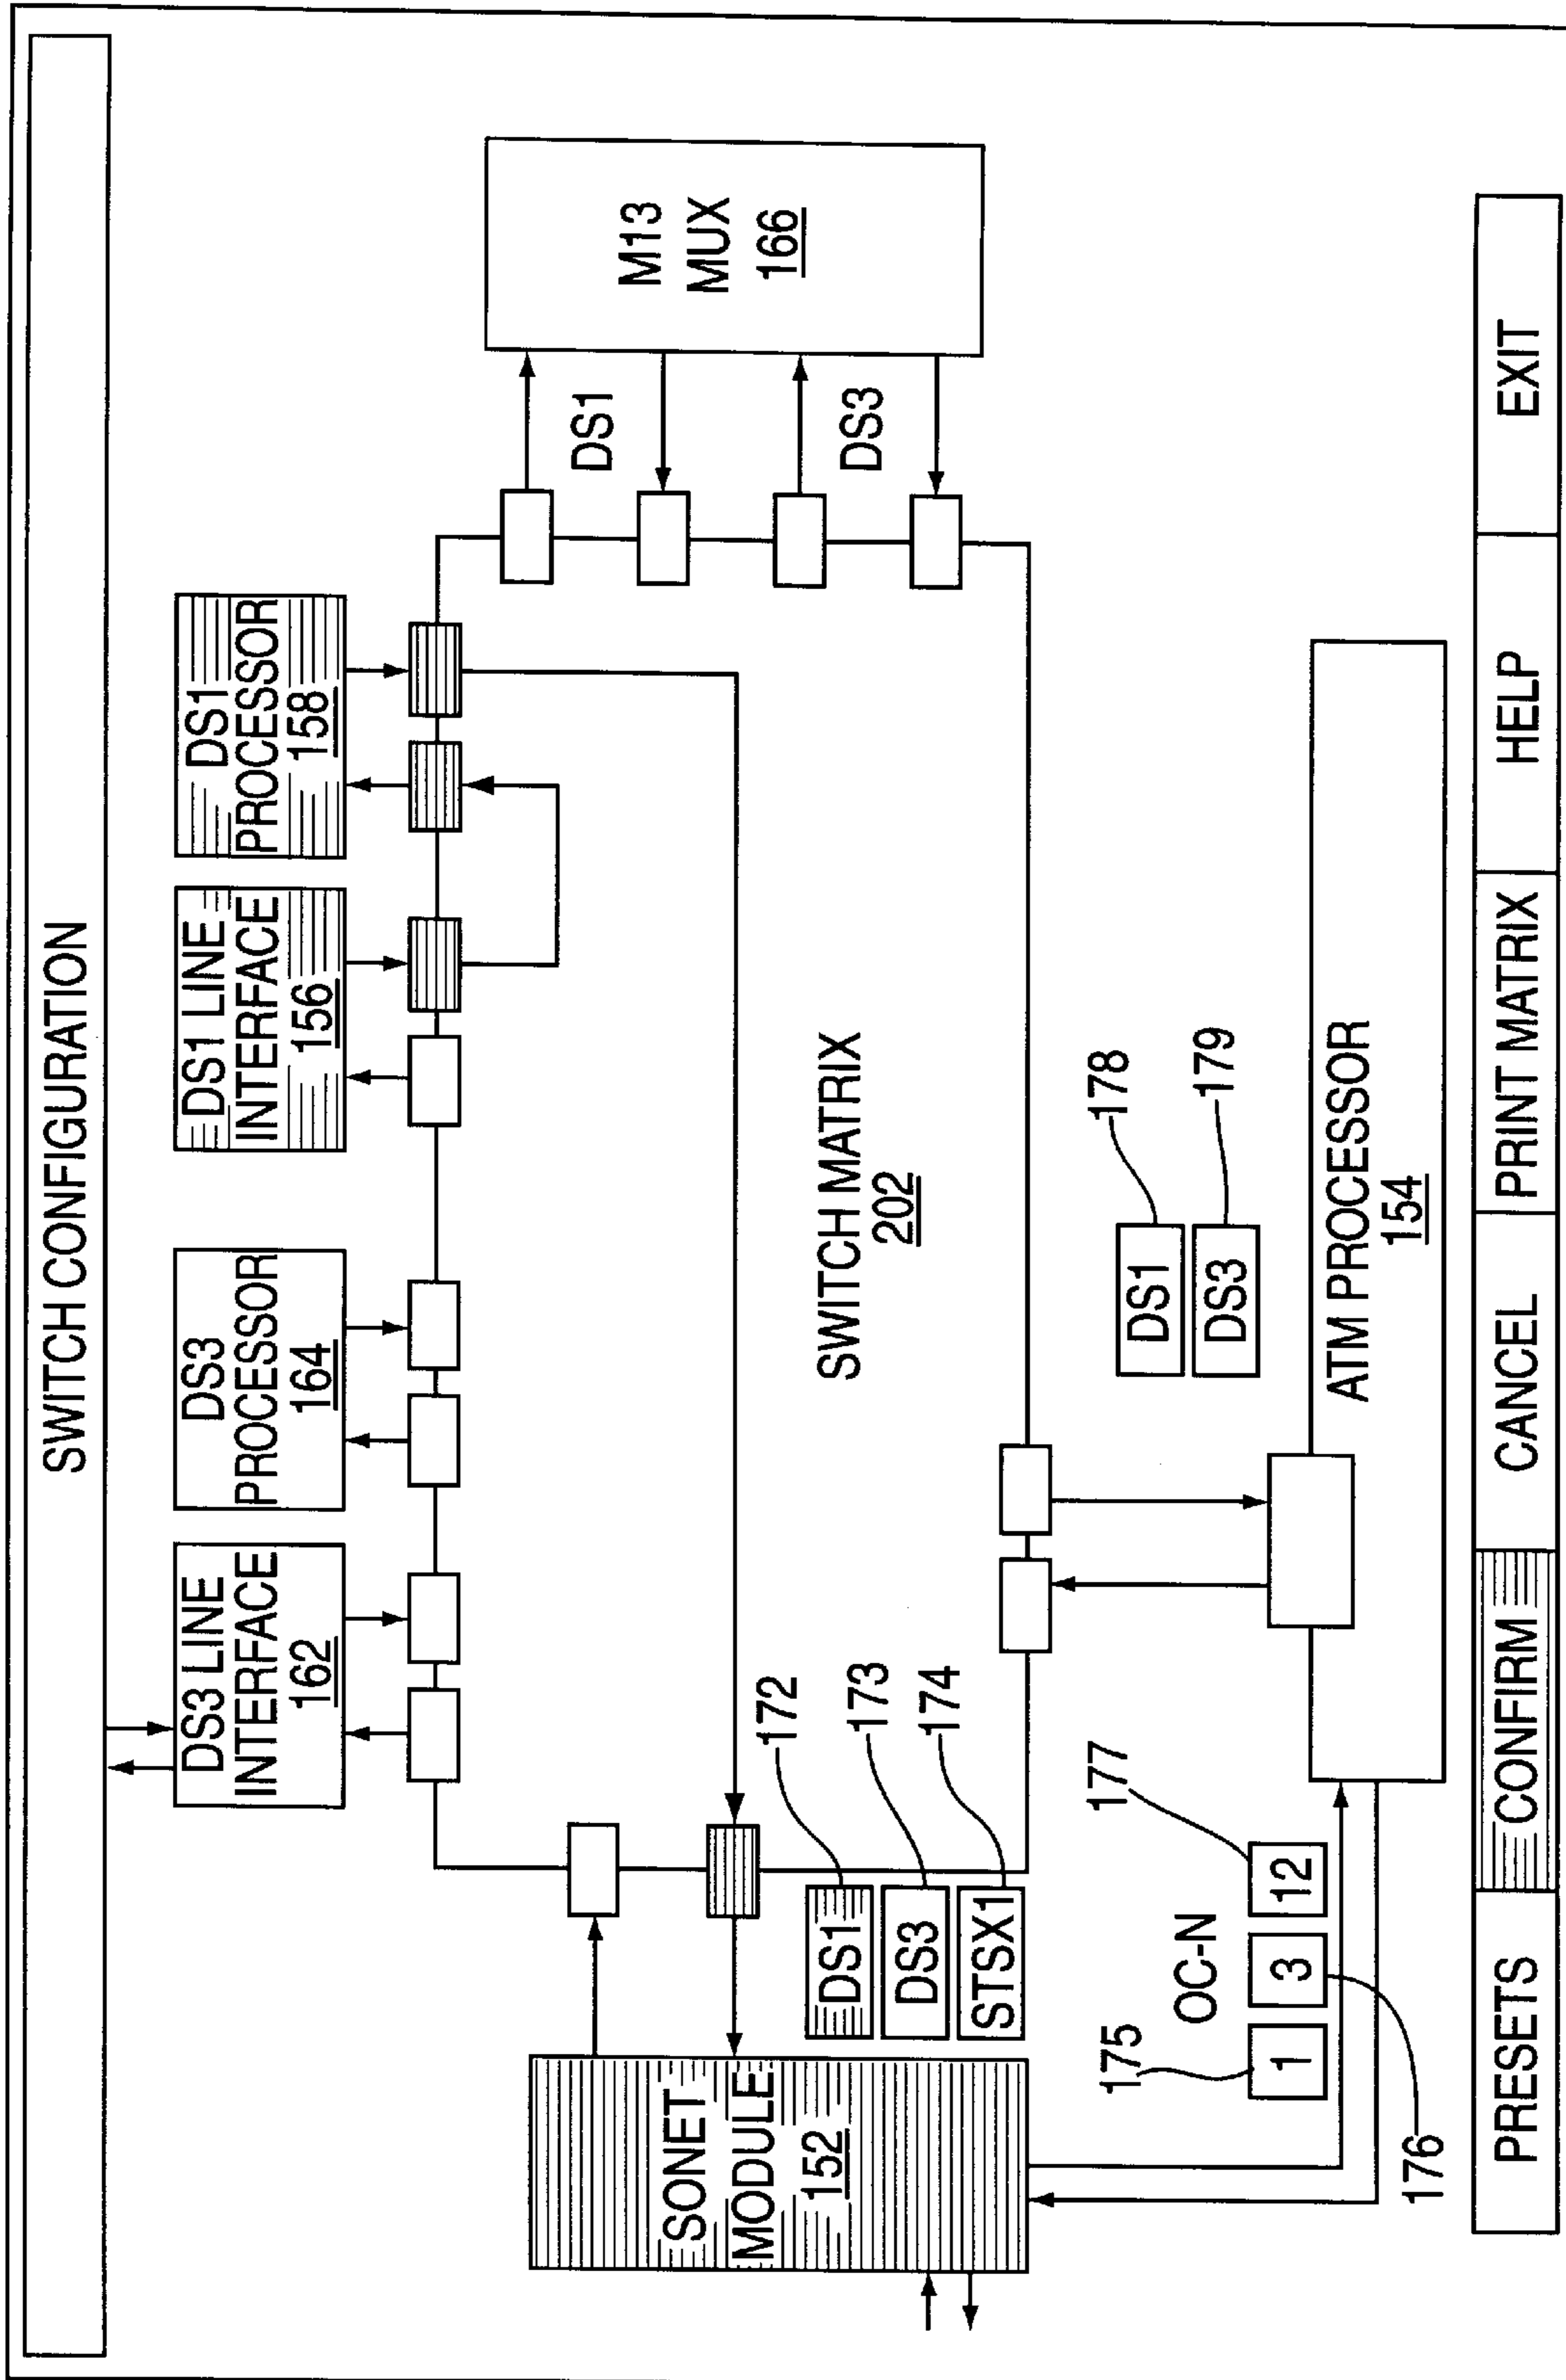 SWITCH CONFIGURATION
DS3 LINE
INTERFACE
162
DS3
PROCESSOR
164
DS1 LINE
INTERFACE
156
DS1
PROCESSOR
158
SONET
MODULE
152
DS1
172
DS3
173
STSX1
174
SWITCH MATRIX
202
DS1
DS3
M13
MUX
166
175
OC-N
177
1
3
12
176
DS1
178
DS3
179
ATM PROCESSOR
154
PRESETS
CONFIRM
CANCEL
PRINT MATRIX
HELP
EXIT